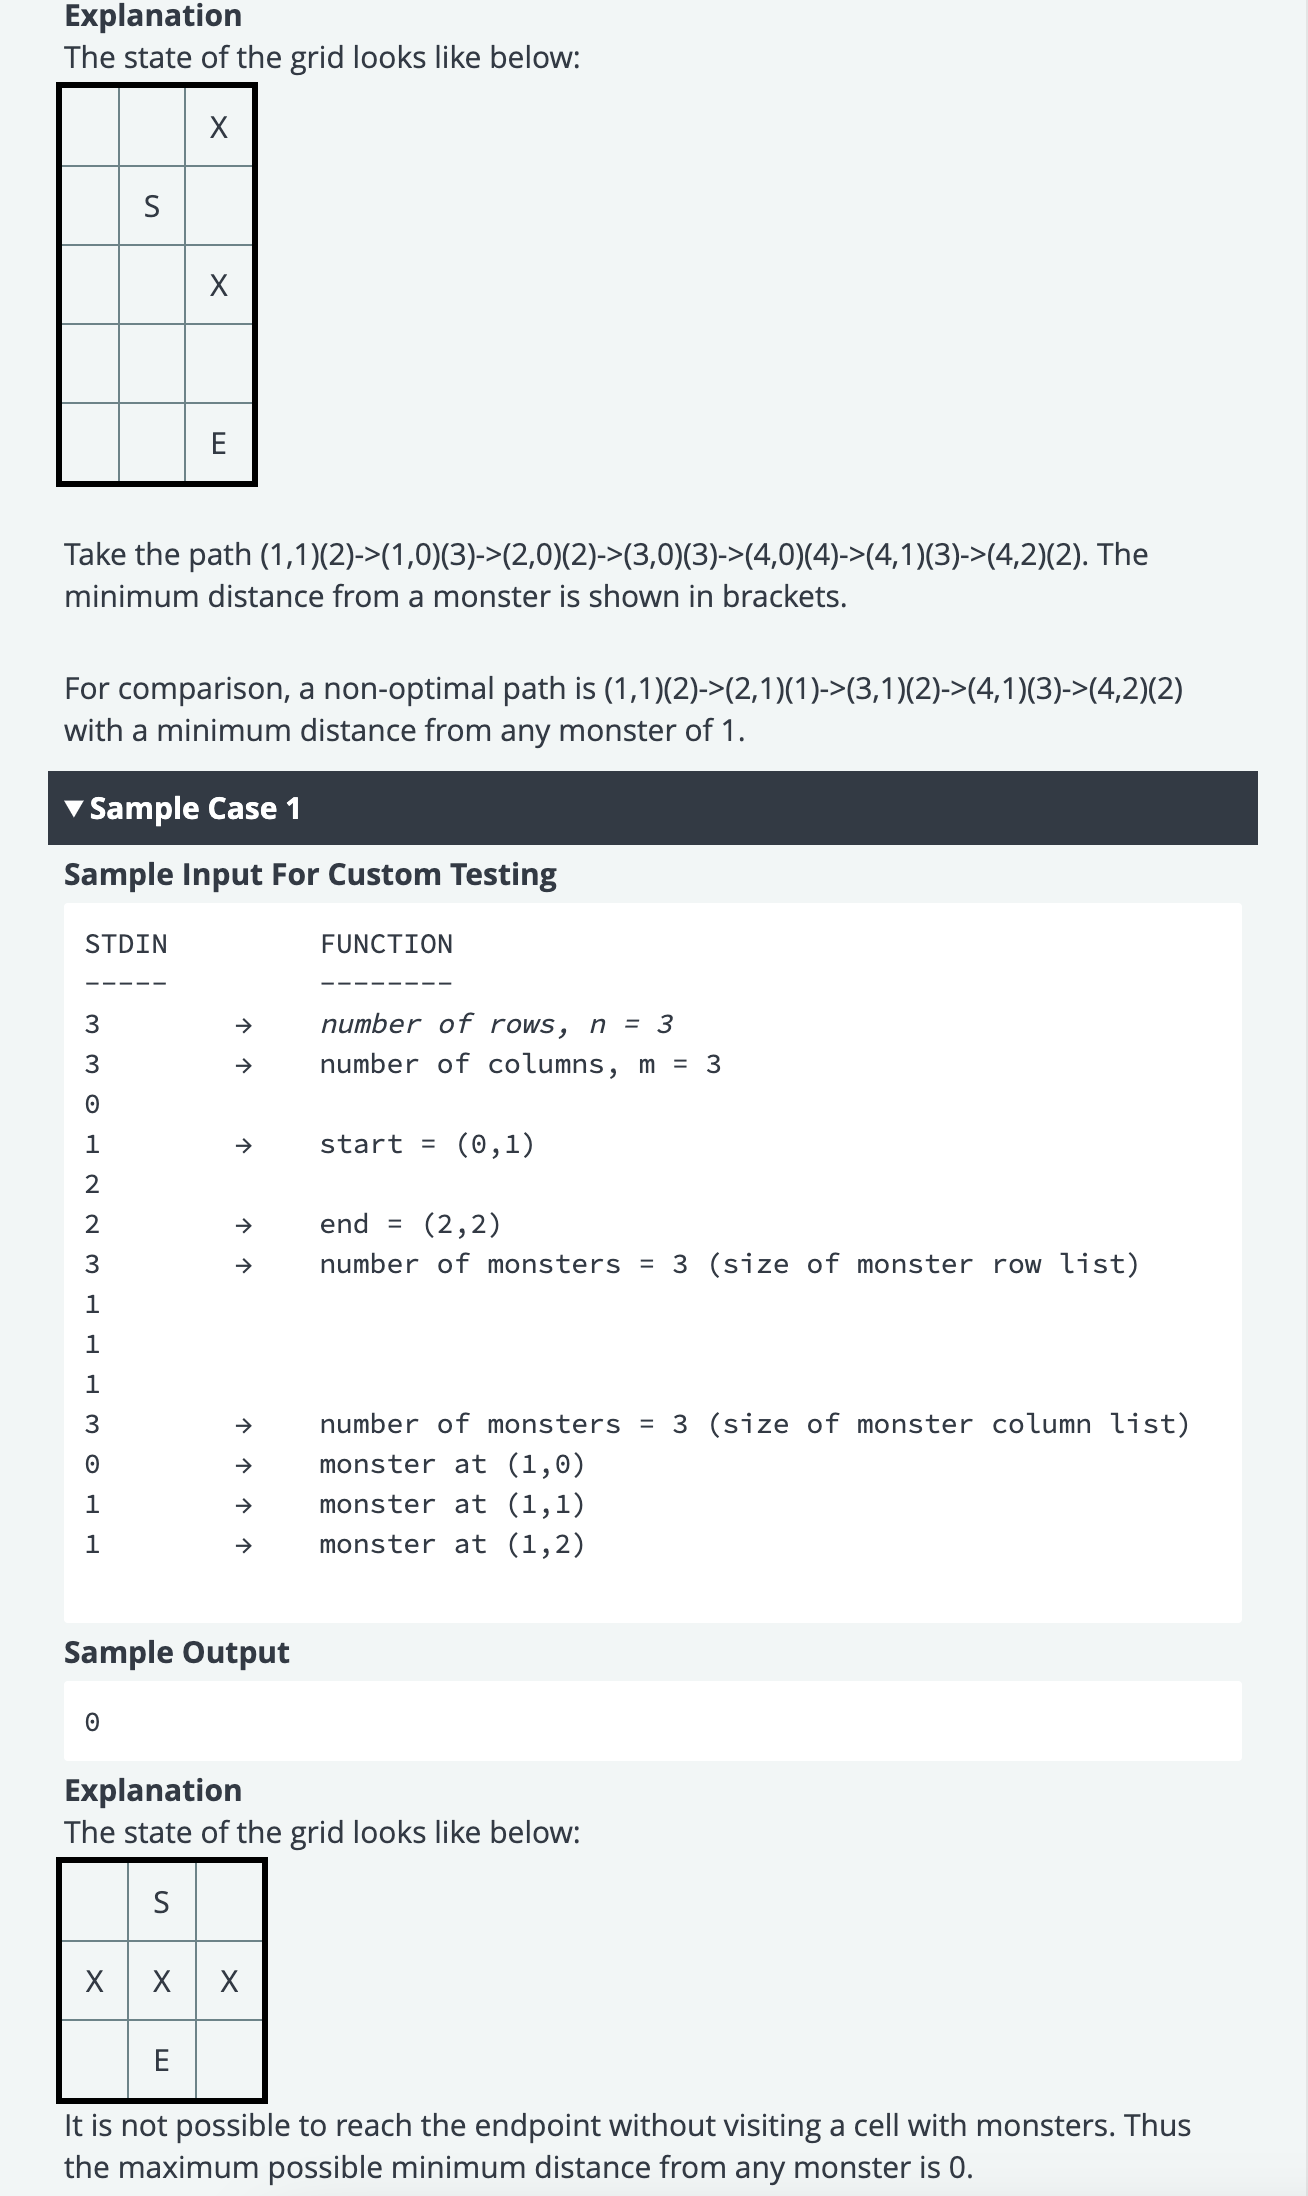 Explanation
The state of the grid looks like below:
X
S
X
E
Take the path (1,1)(2)->(1,0)(3)->(2,0)(2)->(3,0)(3)->(4,0)(4)->(4,1)(3)->(4,2)(2). The
minimum distance from a monster is shown in brackets.
For comparison, a non-optimal path is (1,1)(2)->(2,1)(1)->(3,1)(2)->(4,1)(3)->(4,2)(2)
with a minimum distance from any monster of 1.
▼ Sample Case 1
Sample Input For Custom Testing
STDIN FUNCTION
----- --------
3 → number of rows, n = 3
3 → number of columns, m = 3
0
1 → start = (0,1)
2
2 → end = (2,2)
3 → number of monsters = 3 (size of monster row list)
1
1
1
3 → number of monsters = 3 (size of monster column list)
0 → monster at (1,0)
1 → monster at (1,1)
1 → monster at (1,2)
Sample Output
0
Explanation
The state of the grid looks like below:
S
X X X
E
It is not possible to reach the endpoint without visiting a cell with monsters. Thus
the maximum possible minimum distance from any monster is 0.